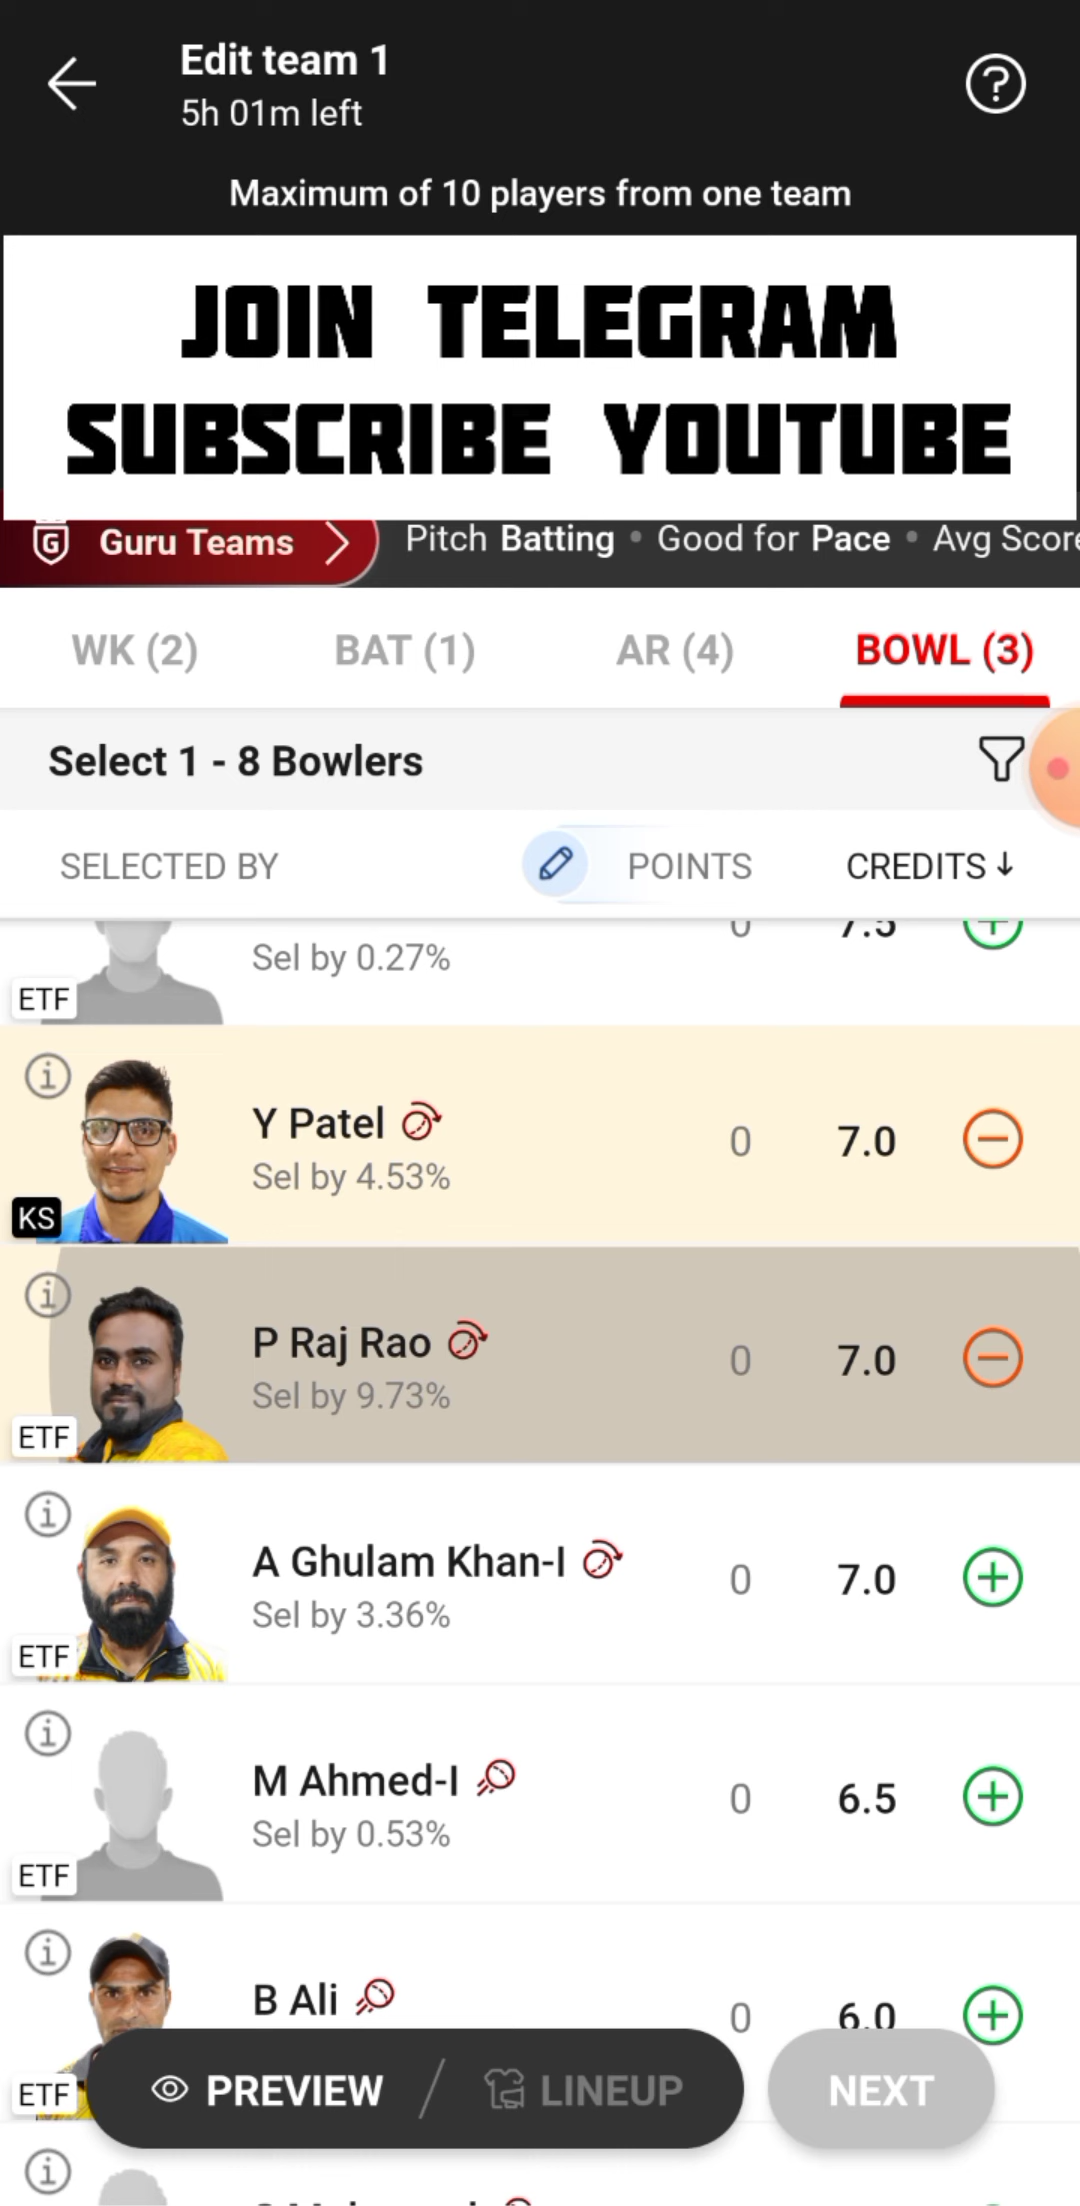 Edit team 1
5h 01m left
Maximum of 10 players from one team
JOIN TELEGRAM
SUBSCRIBE YOUTUBE
G Guru Teams Pitch Batting • Good for Pace • Avg Score
WK (2) BAT (1) AR (4) BOWL (3)
Select 1 - 8 Bowlers
SELECTED BY POINTS CREDITS ↓
0 7.5
Sel by 0.27%
ETF
Y Patel
0 7.0
Sel by 4.53%
KS
P Raj Rao
0 7.0
Sel by 9.73%
ETF
A Ghulam Khan-I
0 7.0
Sel by 3.36%
ETF
M Ahmed-I
0 6.5
Sel by 0.53%
ETF
B Ali
0 6.0
ETF
PREVIEW / LINEUP NEXT